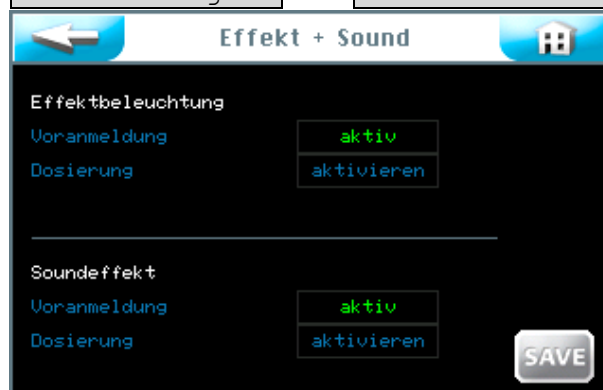 Effekt + Sound
Effektbeleuchtung
Voranmeldung aktiv
Dosierung aktivieren
Soundeffekt
Voranmeldung aktiv
Dosierung aktivieren
SAVE